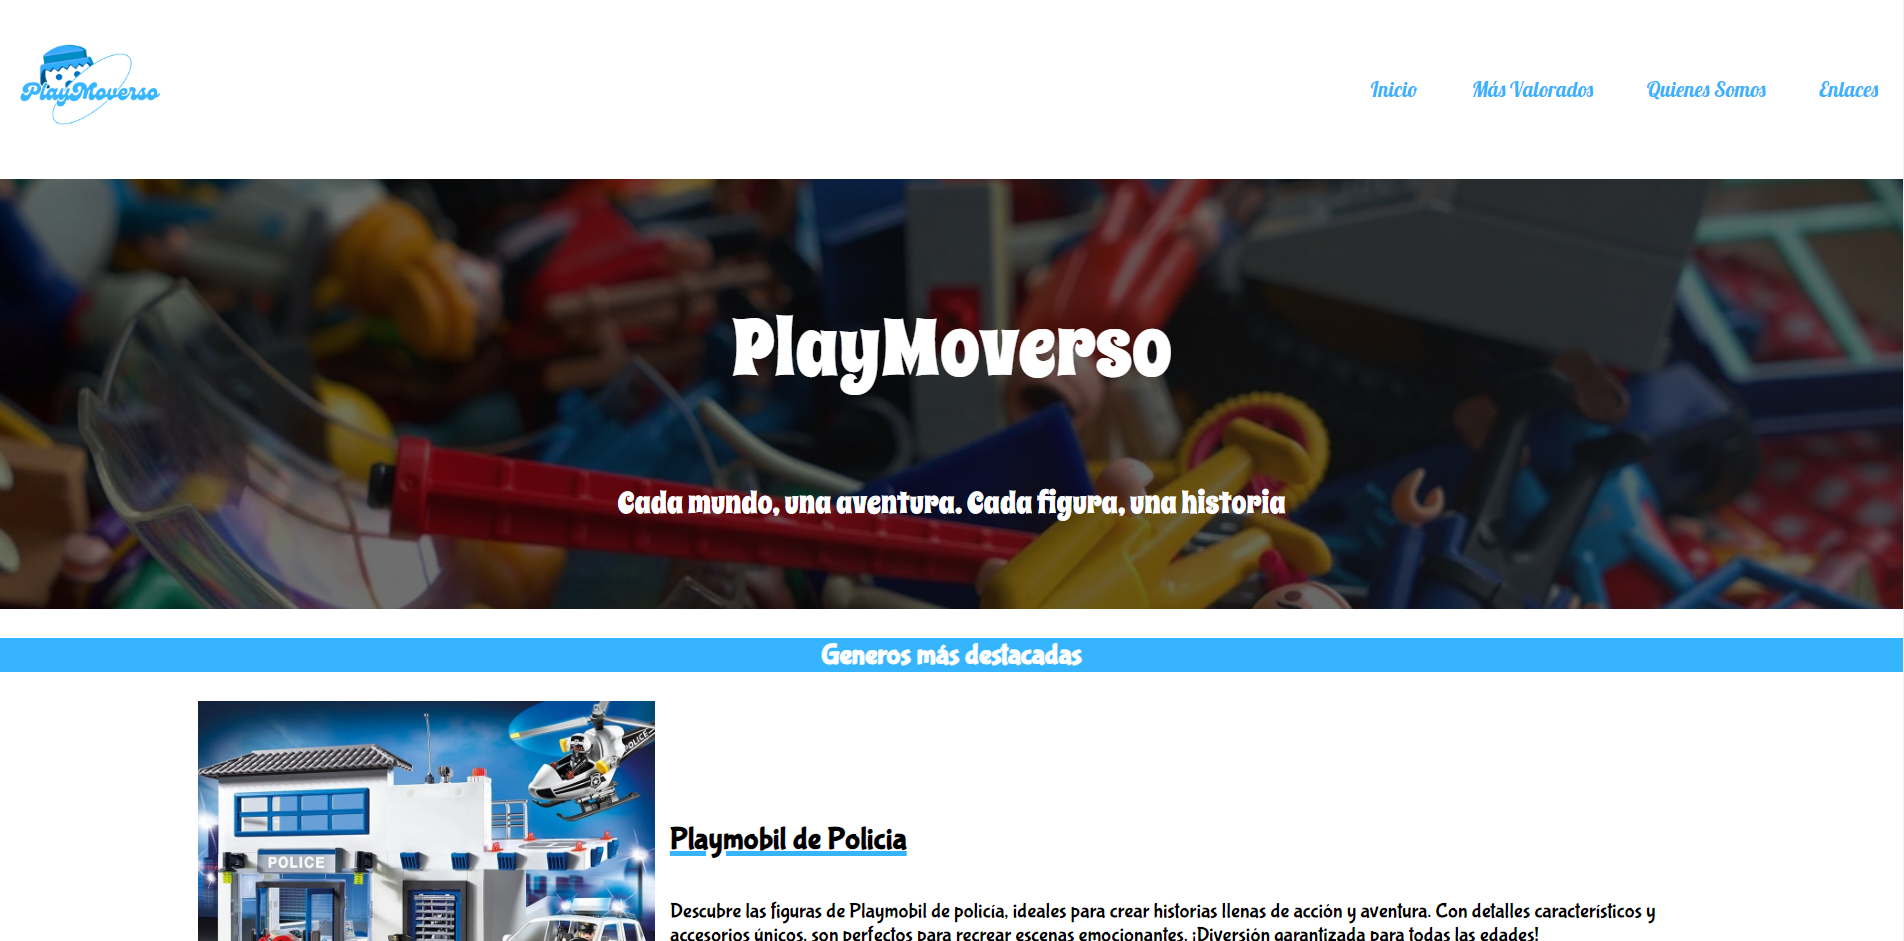 PlayMoverso
Inicio Más Valorados Quienes Somos Enlaces
PlayMoverso
Cada mundo, una aventura. Cada figura, una historia
Generos más destacadas
POLICE
POLICE
Playmobil de Policia
Descubre las figuras de Playmobil de policía, ideales para crear historias llenas de acción y aventura. Con detalles característicos y
accesorios únicos, son perfectos para recrear escenas emocionantes. ¡Diversión garantizada para todas las edades!